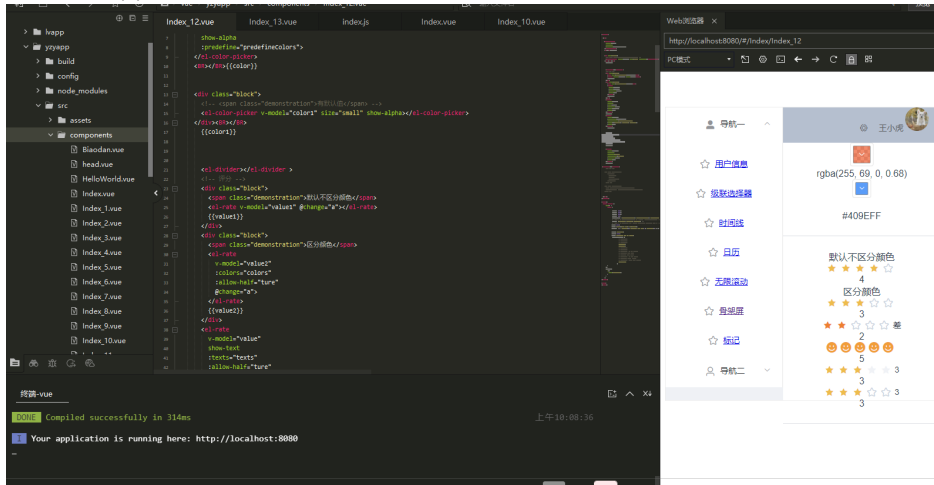 Index_12.vue
Index_13.vue
index.js
Index.vue
Index_10.vue
lvapp
yzyapp
build
config
node_modules
src
assets
components
Biaodan.vue
head.vue
HelloWorld.vue
Index.vue
Index_1.vue
Index_2.vue
Index_3.vue
Index_4.vue
Index_5.vue
Index_6.vue
Index_7.vue
Index_8.vue
Index_9.vue
Index_10.vue
show-alpha
:predefine="predefineColors">
</el-color-picker>
<BR></BR>{{color}}
<div class="block">
<!-- <span class="demonstration">有默认值</span> -->
<el-color-picker v-model="color1" size="small" show-alpha></el-color-picker>
</div><BR></BR>
{{color1}}
<el-divider></el-divider >
<!-- 评分 -->
<div class="block">
<span class="demonstration">默认不区分颜色</span>
<el-rate v-model="value1" @change="a"></el-rate>
{{value1}}
</div>
<div class="block">
<span class="demonstration">区分颜色</span>
<el-rate
v-model="value2"
:colors="colors"
:allow-half="ture"
@change="a">
</el-rate>
{{value2}}
</div>
<el-rate
v-model="value"
show-text
:texts="texts"
:allow-half="ture"
终端-vue
DONE Compiled successfully in 314ms
上午10:08:36
I Your application is running here: http://localhost:8080
Web浏览器
http://localhost:8080/#/Index/Index_12
PC模式
导航一
用户信息
级联选择器
时间线
日历
无限滚动
骨架屏
标记
导航二
王小虎
rgba(255, 69, 0, 0.68)
#409EFF
默认不区分颜色
4
区分颜色
3
差
2
5
3
3
3
3